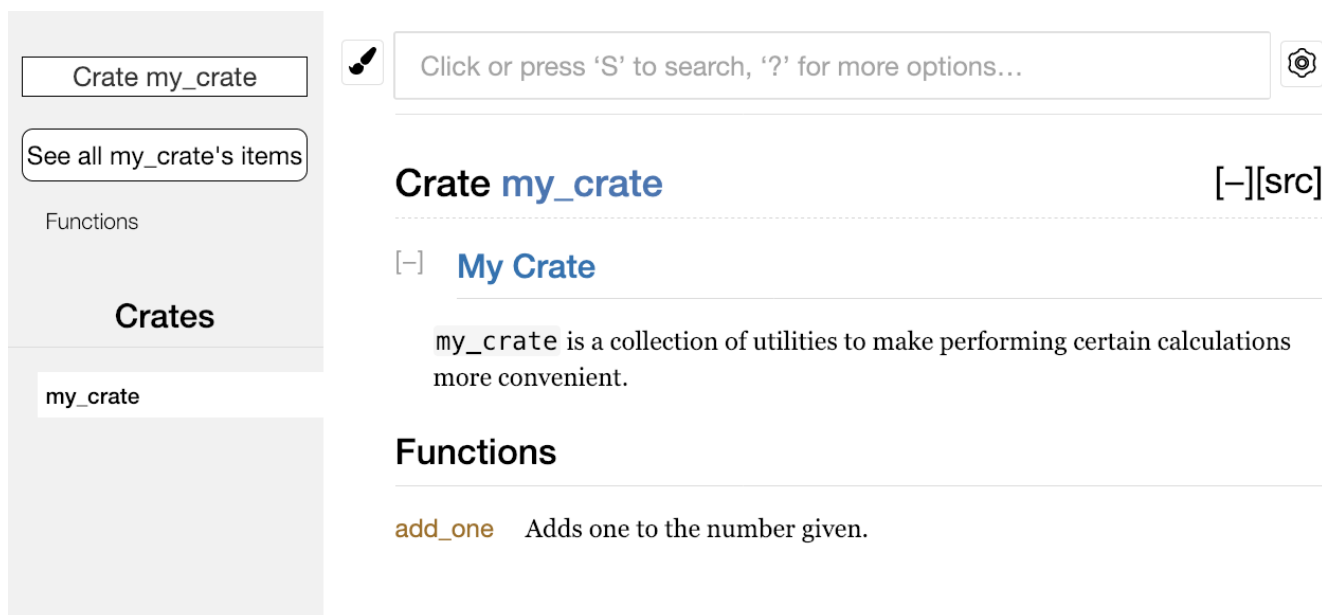 Crate my_crate
See all my_crate's items
Functions
Crates
my_crate
Click or press ‘S’ to search, ‘?’ for more options…
Crate my_crate [−][src]
[−] My Crate
my_crate is a collection of utilities to make performing certain calculations
more convenient.
Functions
add_one Adds one to the number given.